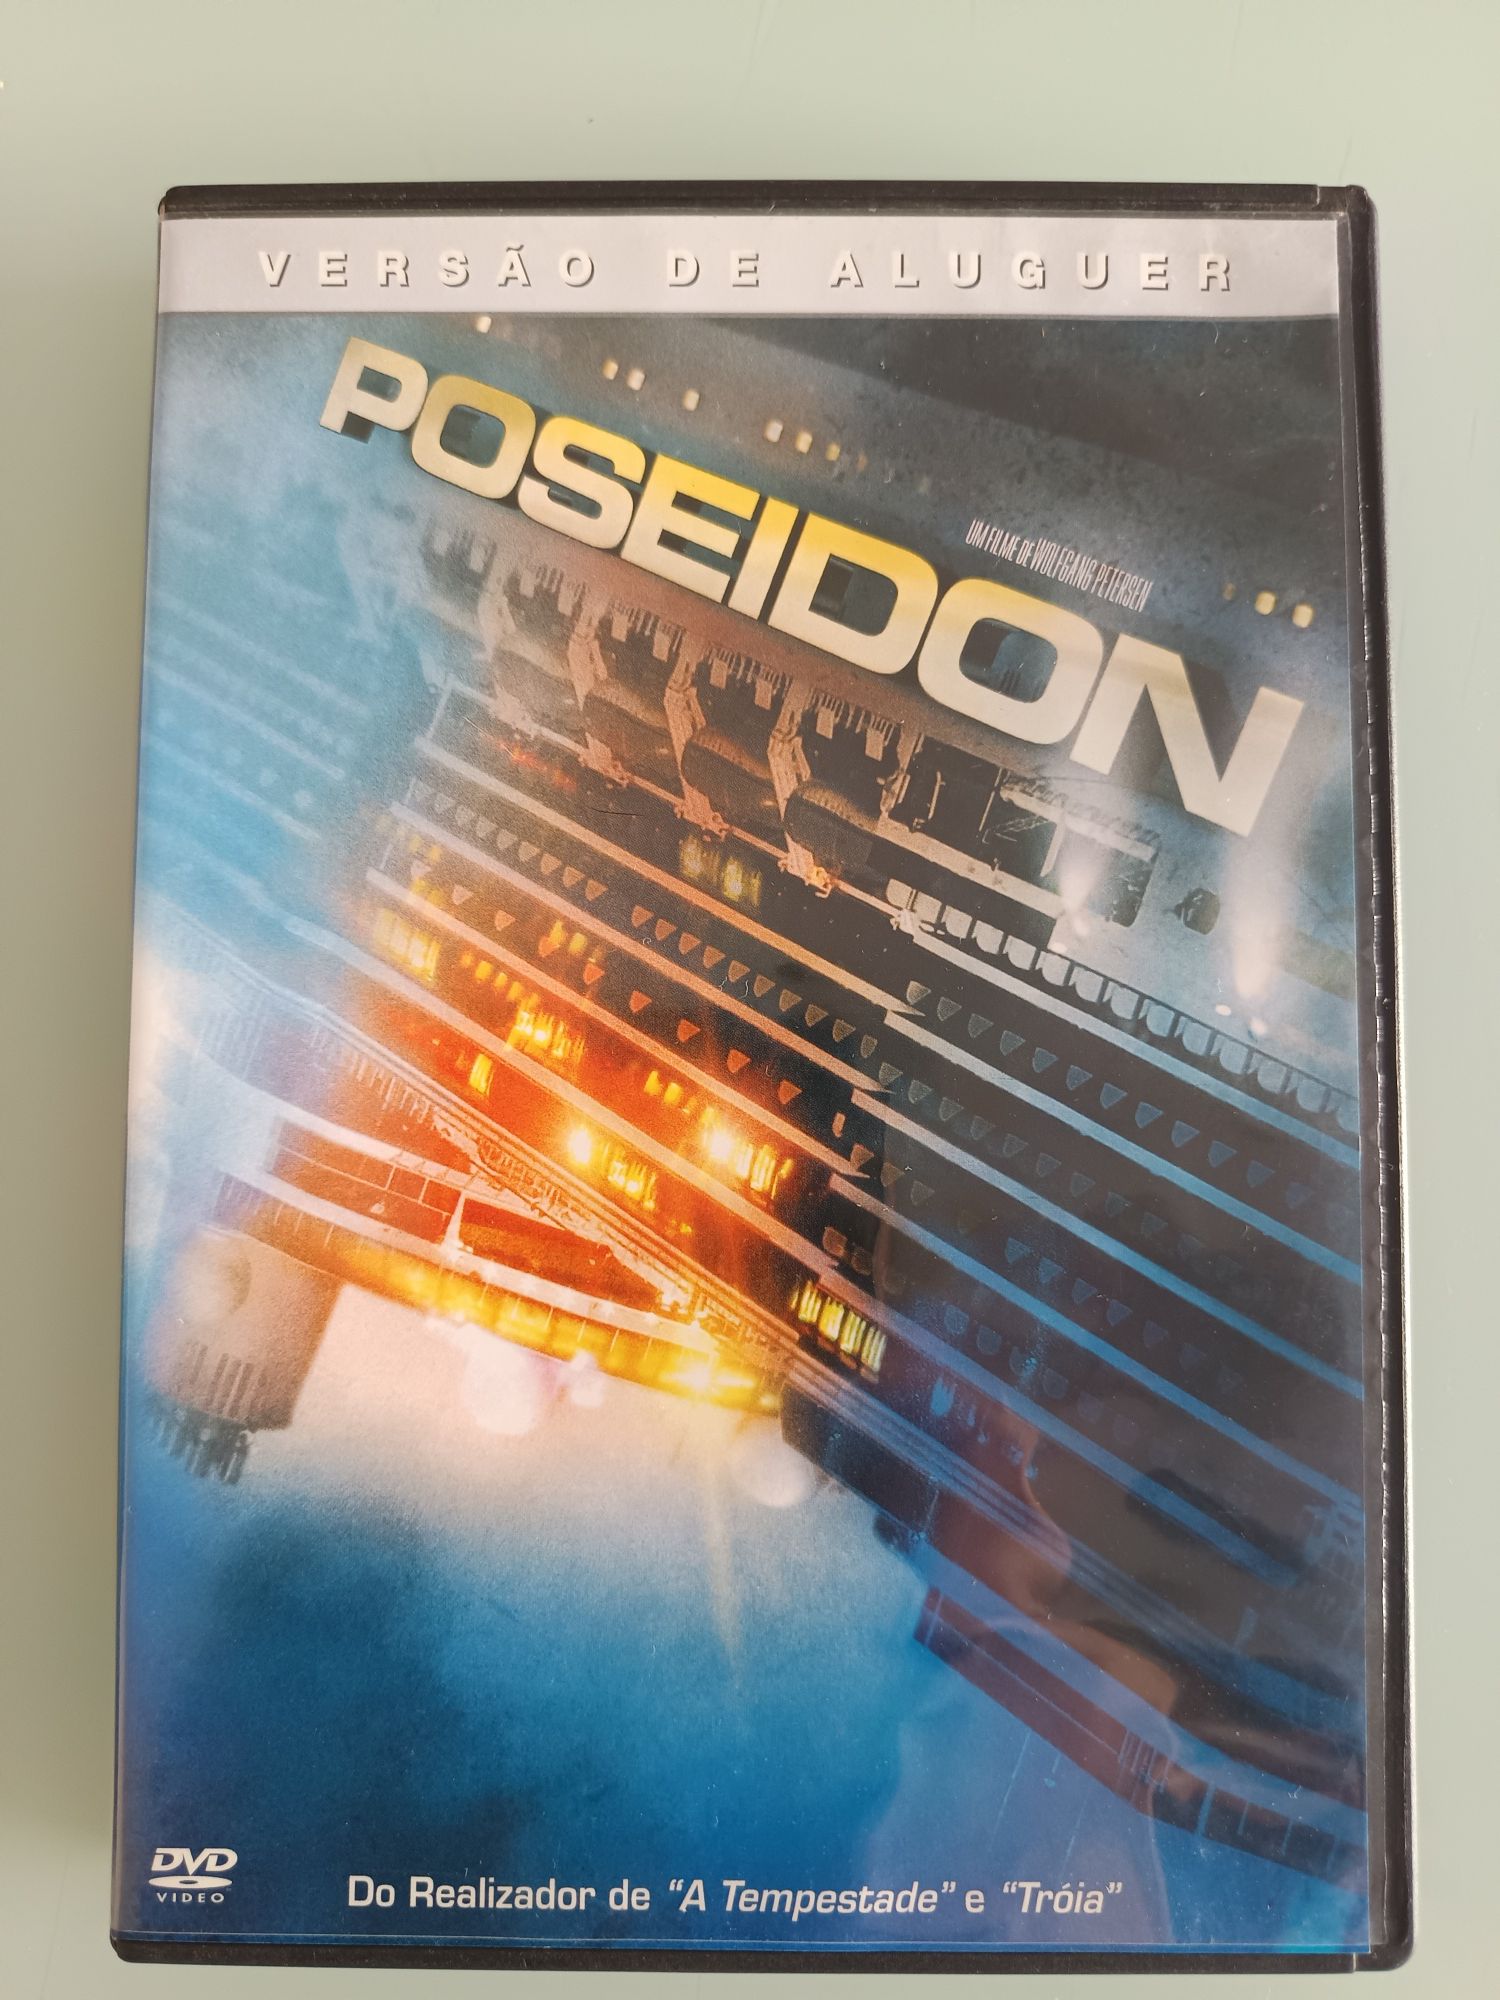 VERSÃO DE ALUGUER
POSEIDON
UM FILME DE WOLFGANG PETERSEN
DVD
VIDEO
Do Realizador de "A Tempestade" e "Tróia"